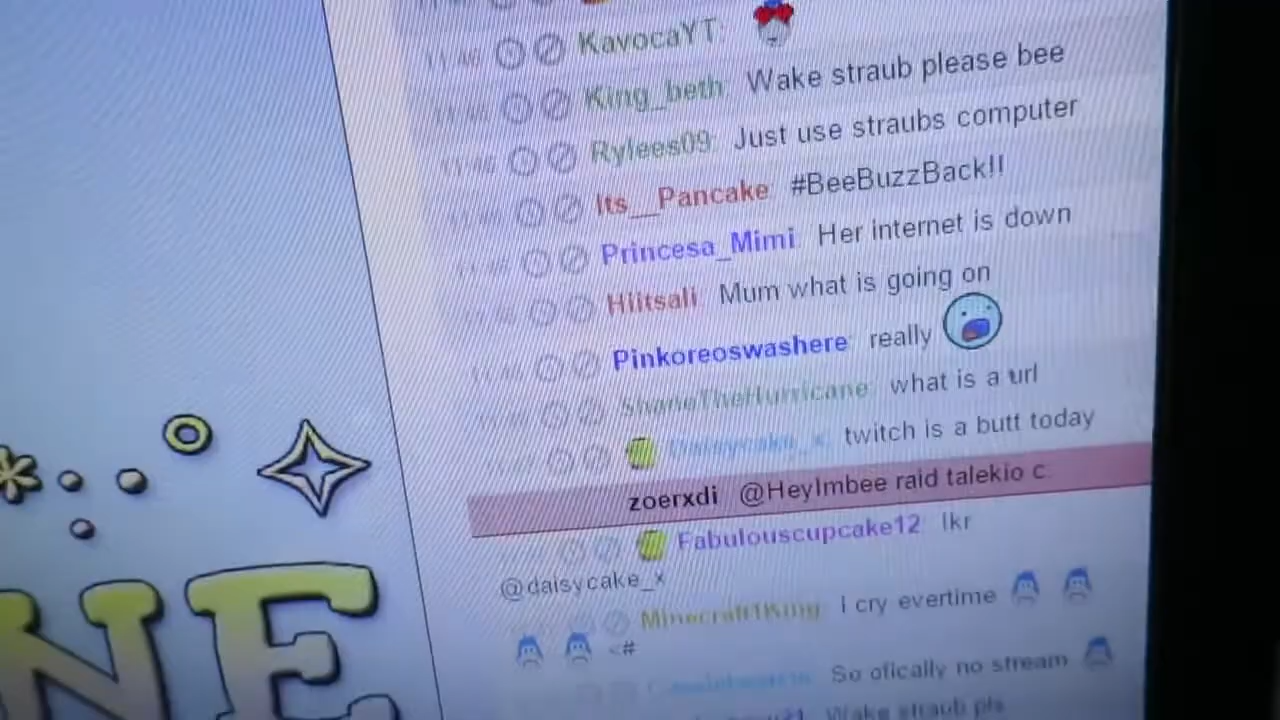 KavocaYT:
King_beth: Wake straub please bee
Rylees09: Just use straubs computer
Its__Pancake: #BeeBuzzBack!!
Princesa_Mimi: Her internet is down
Hiitsali: Mum what is going on
Pinkoreoswashere: really
ShaneTheHurricane: what is a url
Daisycake_x: twitch is a butt today
zoerxdi @HeyImbee raid talekio c
Fabulouscupcake12: Ikr
@daisycake_x
Minecraft1King: I cry evertime
<#
So ofically no stream
Wake straub pls
NE